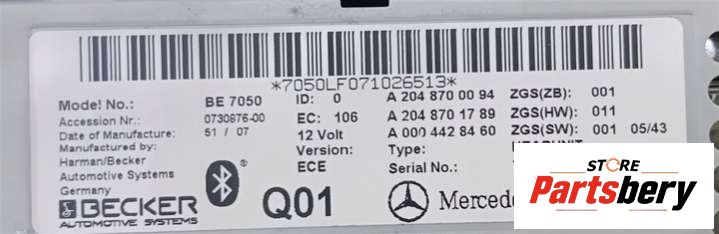 *7050LF071026513*
Model No.: BE 7050 ID: 0 A 204 870 00 94 ZGS(ZB): 001
Accession Nr.: 0730876-00 EC: 106 A 204 870 17 89 ZGS(HW): 011
Date of Manufacture: 51 / 07 12 Volt A 000 442 84 60 ZGS(SW): 001 05/43
Manufactured by: Version: Type: HEADUNIT
Harman/Becker ECE Serial No.:
Automotive Systems
Germany
BECKER
AUTOMOTIVE SYSTEMS
Q01
Mercede
STORE
Partsbery